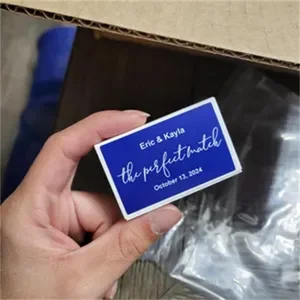 Eric & Kayla
the perfect match
October 13, 2024